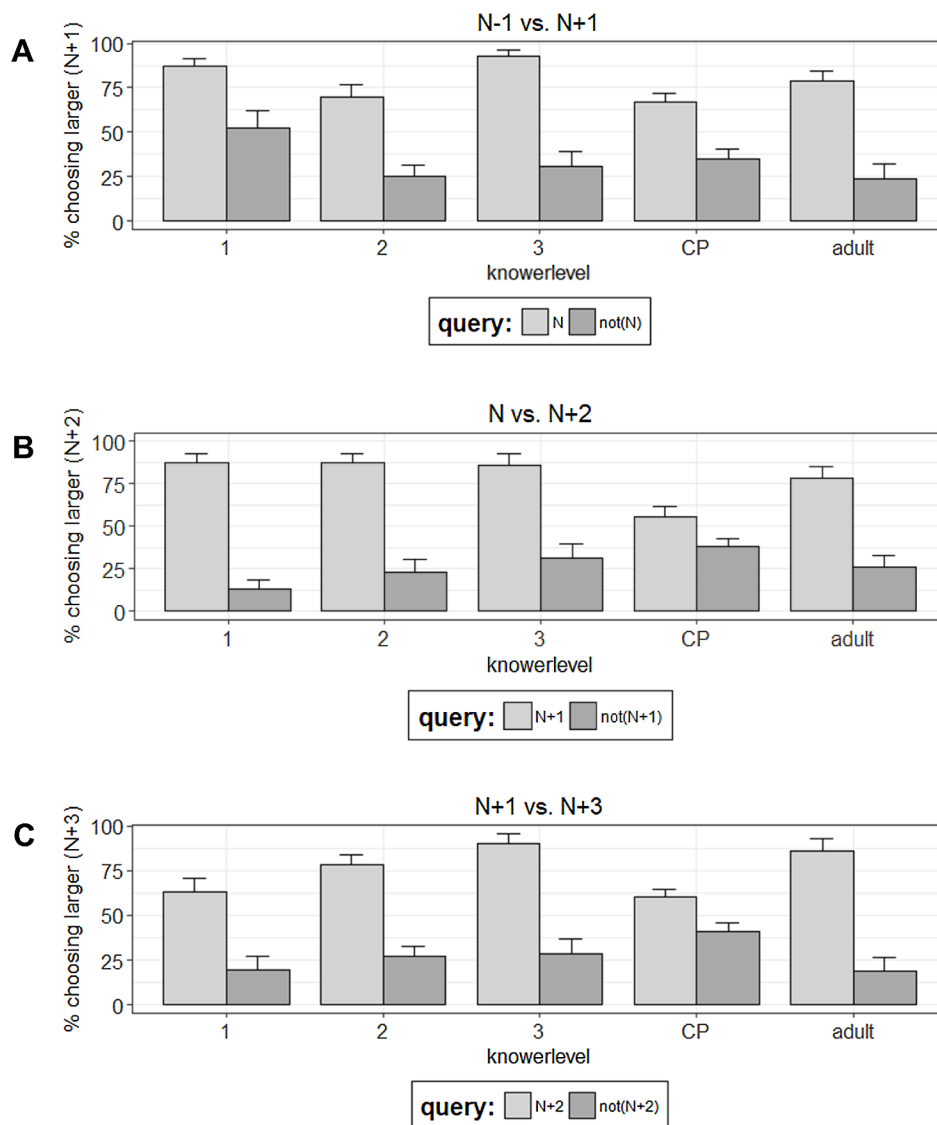 A
N-1 vs. N+1
% choosing larger (N+1)
100
75
50
25
0
1 2 3 CP adult
knowerlevel
query: N not(N)
B
N vs. N+2
% choosing larger (N+2)
100
75
50
25
0
1 2 3 CP adult
knowerlevel
query: N+1 not(N+1)
C
N+1 vs. N+3
% choosing larger (N+3)
100
75
50
25
0
1 2 3 CP adult
knowerlevel
query: N+2 not(N+2)